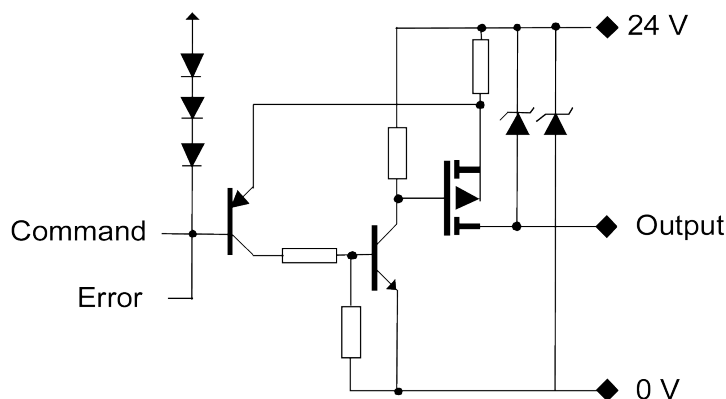 24 V
Command
Output
Error
0 V